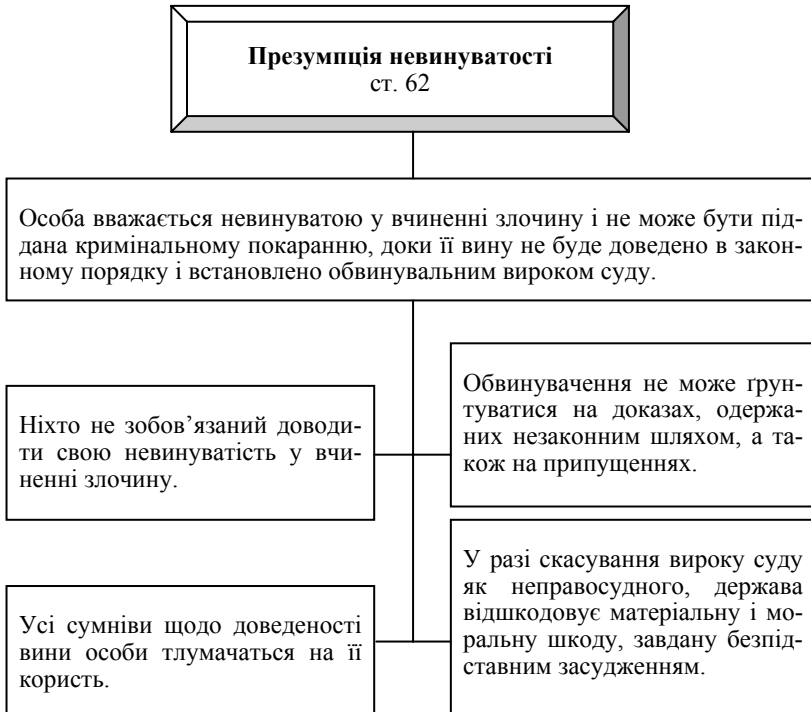 Презумпція невинуватості
ст. 62
Особа вважається невинуватою у вчиненні злочину і не може бути під-
дана кримінальному покаранню, доки її вину не буде доведено в закон-
ному порядку і встановлено обвинувальним вироком суду.
Ніхто не зобов’язаний доводи-
ти свою невинуватість у вчи-
ненні злочину.
Обвинувачення не може ґрун-
туватися на доказах, одержа-
них незаконним шляхом, а та-
кож на припущеннях.
Усі сумніви щодо доведеності
вини особи тлумачаться на її
користь.
У разі скасування вироку суду
як неправосудного, держава
відшкодовує матеріальну і мо-
ральну шкоду, завдану безпід-
ставним засудженням.